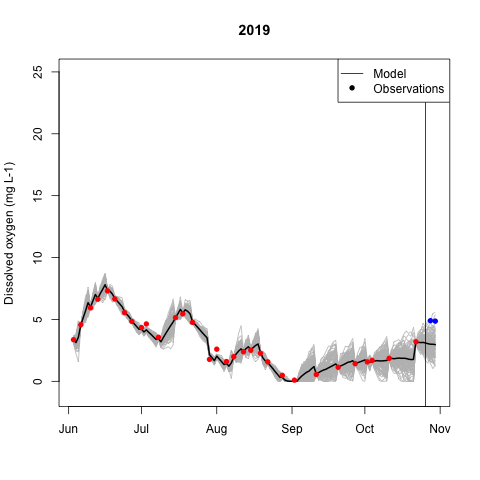 2019
Dissolved oxygen (mg L-1)
25
20
15
10
5
0
Model
Observations
Jun Jul Aug Sep Oct Nov